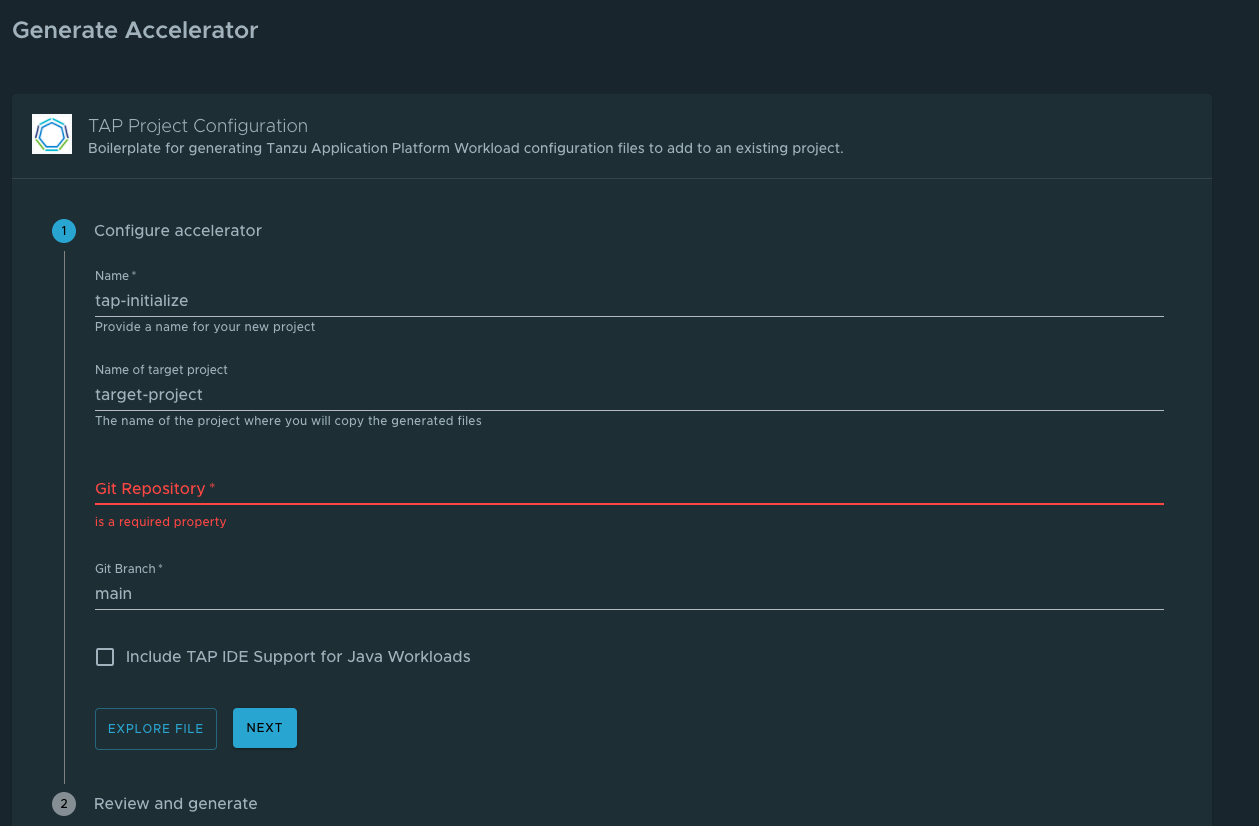 Generate Accelerator
TAP Project Configuration
Boilerplate for generating Tanzu Application Platform Workload configuration files to add to an existing project.
1 Configure accelerator
Name *
tap-initialize
Provide a name for your new project
Name of target project
target-project
The name of the project where you will copy the generated files
Git Repository *
is a required property
Git Branch *
main
Include TAP IDE Support for Java Workloads
EXPLORE FILE NEXT
2 Review and generate